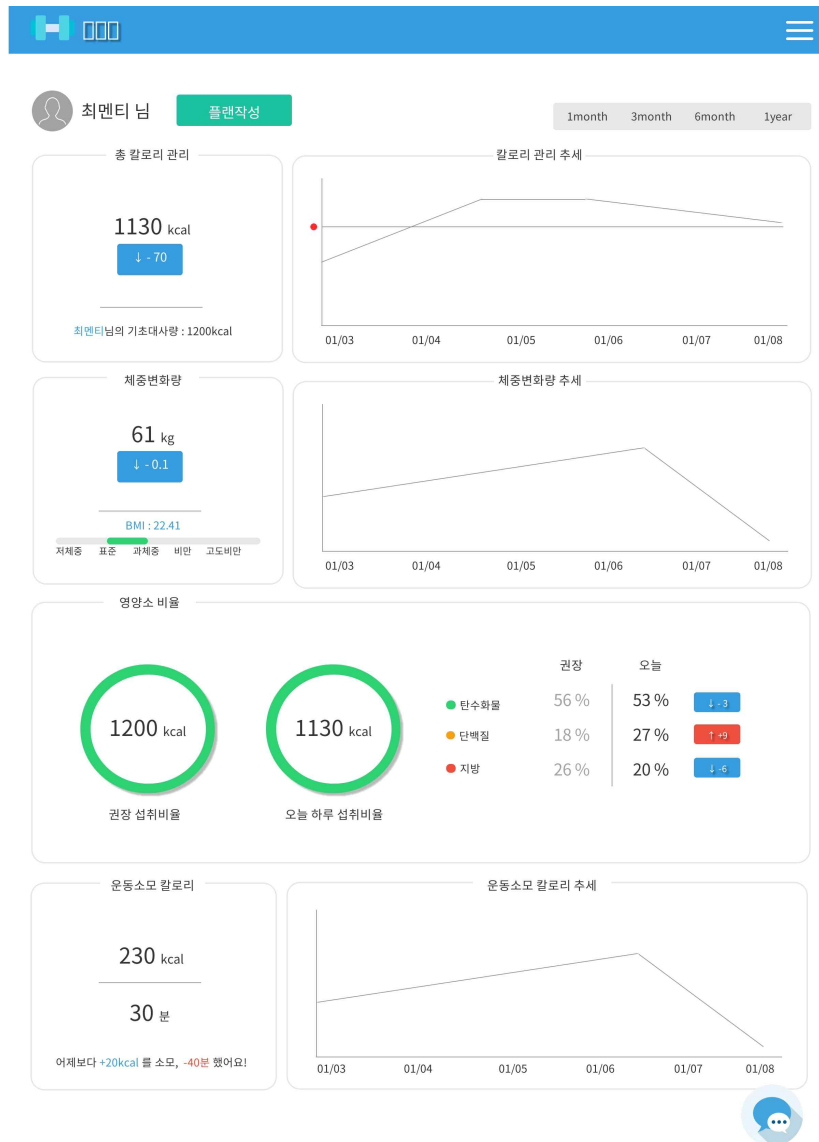 최멘티 님
플랜작성
1month 3month 6month 1year
총 칼로리 관리
1130 kcal
↓ - 70
최멘티님의 기초대사량 : 1200kcal
칼로리 관리 추세
01/03 01/04 01/05 01/06 01/07 01/08
체중변화량
61 kg
↓ - 0.1
BMI : 22.41
저체중 표준 과체중 비만 고도비만
체중변화량 추세
01/03 01/04 01/05 01/06 01/07 01/08
영양소 비율
1200 kcal
권장 섭취비율
1130 kcal
오늘 하루 섭취비율
권장 오늘
탄수화물 56 % 53 % ↓ - 3
단백질 18 % 27 % ↑ +9
지방 26 % 20 % ↓ -6
운동소모 칼로리
230 kcal
30 분
어제보다 +20kcal 를 소모, -40분 했어요!
운동소모 칼로리 추세
01/03 01/04 01/05 01/06 01/07 01/08